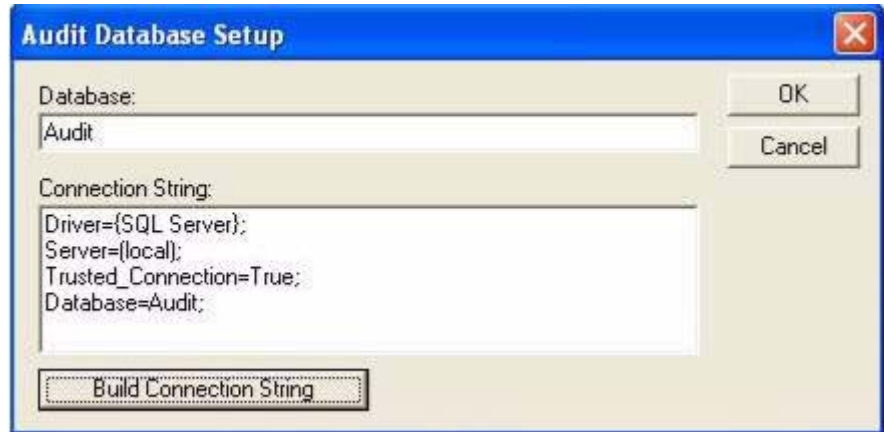 Audit Database Setup
Database:
OK
Audit
Cancel
Connection String:
Driver={SQL Server};
Server=(local);
Trusted_Connection=True;
Database=Audit;
Build Connection String